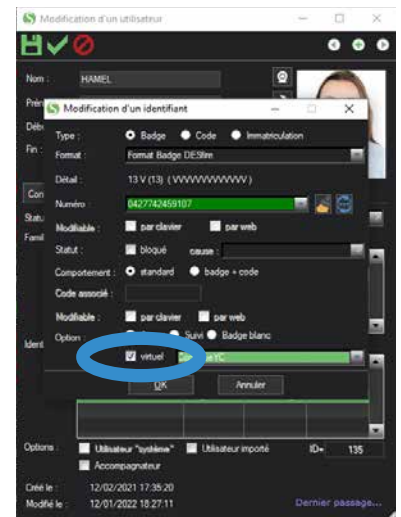 Modification d'un utilisateur
Nom : HAMEL
Modification d'un identifiant
Type : Badge Code Immatriculation
Fin :
Format : Format Badge DESfire
Détail : 13 V (13) ( VVVVVVVVVVVVV )
Numéro : 0427742459107
Modifiable : par clavier par web
Statut : bloqué cause :
Comportement : standard badge + code
Code associé :
Modifiable : par clavier par web
Option : Suivi Badge blanc
virtuel
OK Annuler
Options : Utilisateur "système" Utilisateur importé ID= 135
Accompagnateur
Créé le : 12/02/2021 17:35:20
Modifié le : 12/01/2022 18:27:11 Dernier passage...